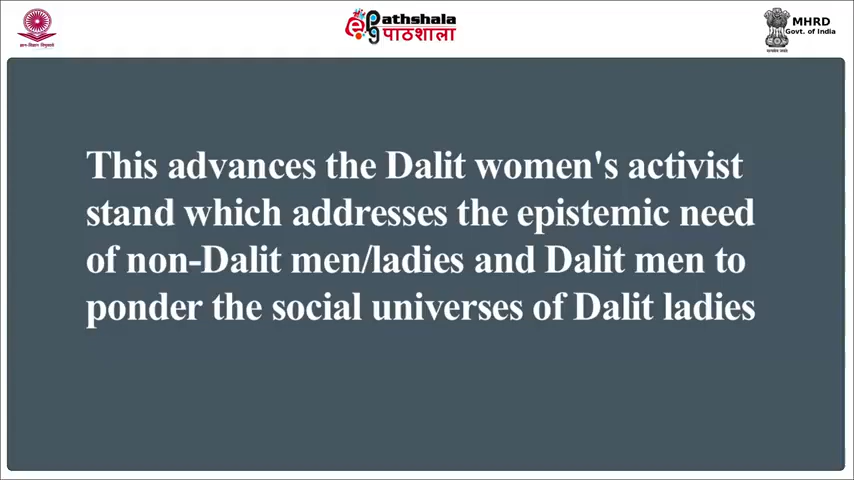 ePathshala
पाठशाला
MHRD
Govt. of India
This advances the Dalit women's activist
stand which addresses the epistemic need
of non-Dalit men/ladies and Dalit men to
ponder the social universes of Dalit ladies